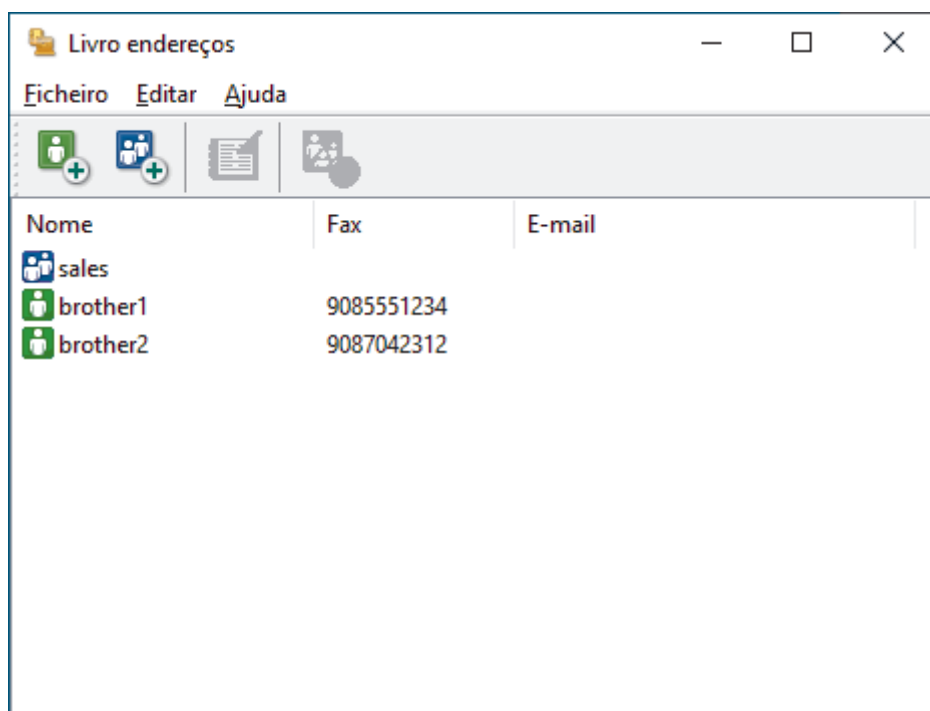 Livro endereços
Ficheiro Editar Ajuda
Nome Fax E-mail
sales
brother1 9085551234
brother2 9087042312